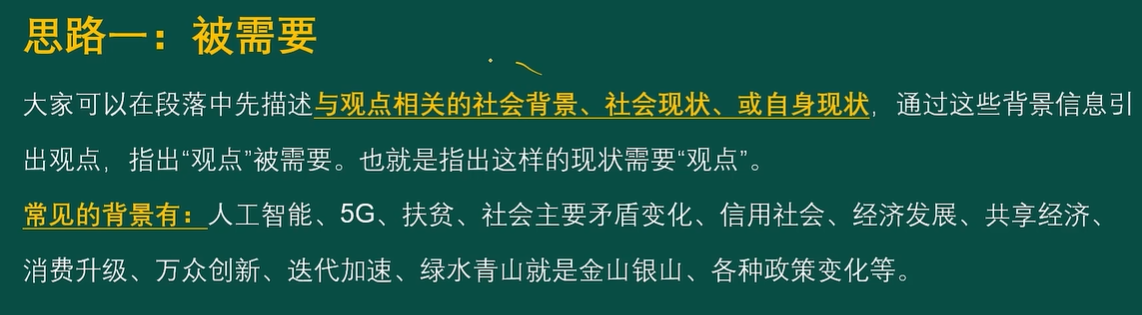 思路一：被需要
大家可以在段落中先描述与观点相关的社会背景、社会现状、或自身现状，通过这些背景信息引
出观点，指出“观点”被需要。也就是指出这样的现状需要“观点”。
常见的背景有：人工智能、5G、扶贫、社会主要矛盾变化、信用社会、经济发展、共享经济、
消费升级、万众创新、迭代加速、绿水青山就是金山银山、各种政策变化等。